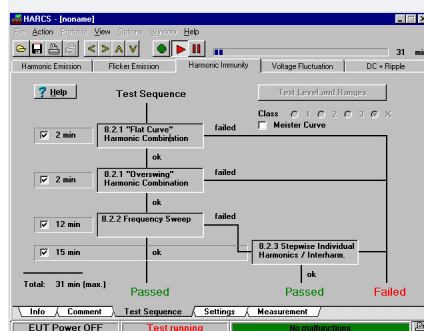 HARCS - [noname]
File Action Protocol View Options Window Help
31 min
Harmonic Emission Flicker Emission Harmonic Immunity Voltage Fluctuation DC + Ripple
? Help
Test Sequence
Test Level and Ranges
Class 1 2 3 X
Meister Curve
2 min
8.2.1 "Flat Curve"
Harmonic Combination
failed
ok
2 min
8.2.1 "Overswing"
Harmonic Combination
failed
ok
12 min
8.2.2 Frequency Sweep
failed
15 min
ok
8.2.3 Stepwise Individual
Harmonics / Interharm.
ok
Total: 31 min (max.)
Passed
Passed
Failed
Info Comment Test Sequence Settings Measurement
EUT Power OFF Test running No malfunctions